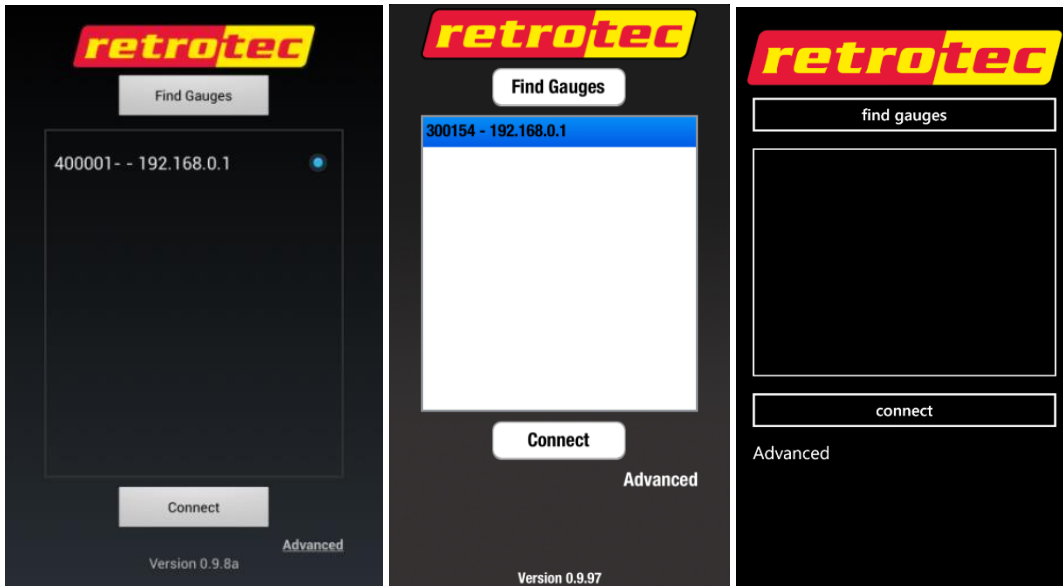 retrotec
Find Gauges
400001- - 192.168.0.1
Connect
Advanced
Version 0.9.8a
retrotec
Find Gauges
300154 - 192.168.0.1
Connect
Advanced
Version 0.9.97
retrotec
find gauges
connect
Advanced